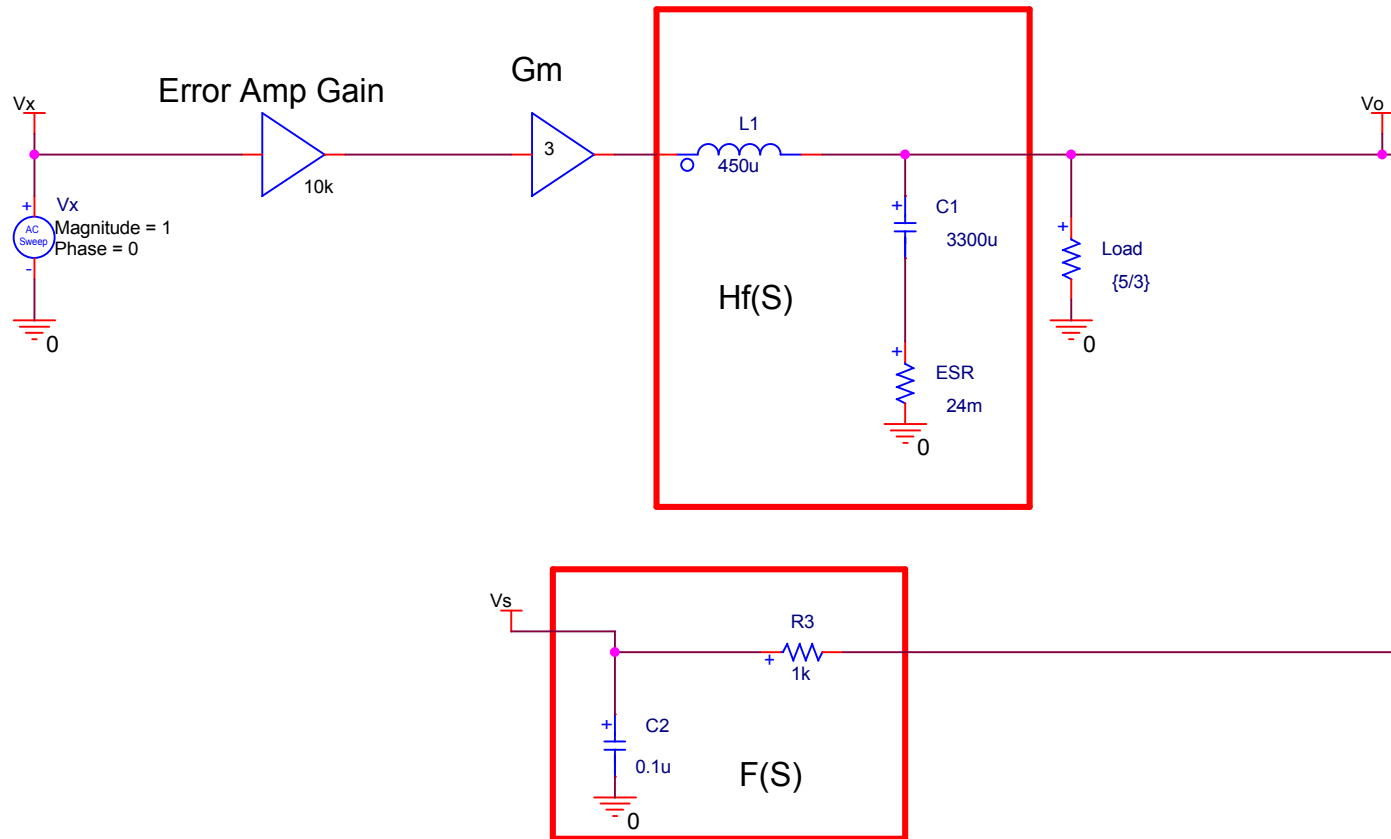 Gm
Error Amp Gain
Vx
Vo
L1
3
450u
10k
C1
3300u
+
Vx
AC
Sweep
Magnitude = 1
Phase = 0
-
+
+
Load
{5/3}
Hf(S)
0
0
+
ESR
24m
0
Vs
R3
+
1k
+
C2
0.1u
F(S)
0